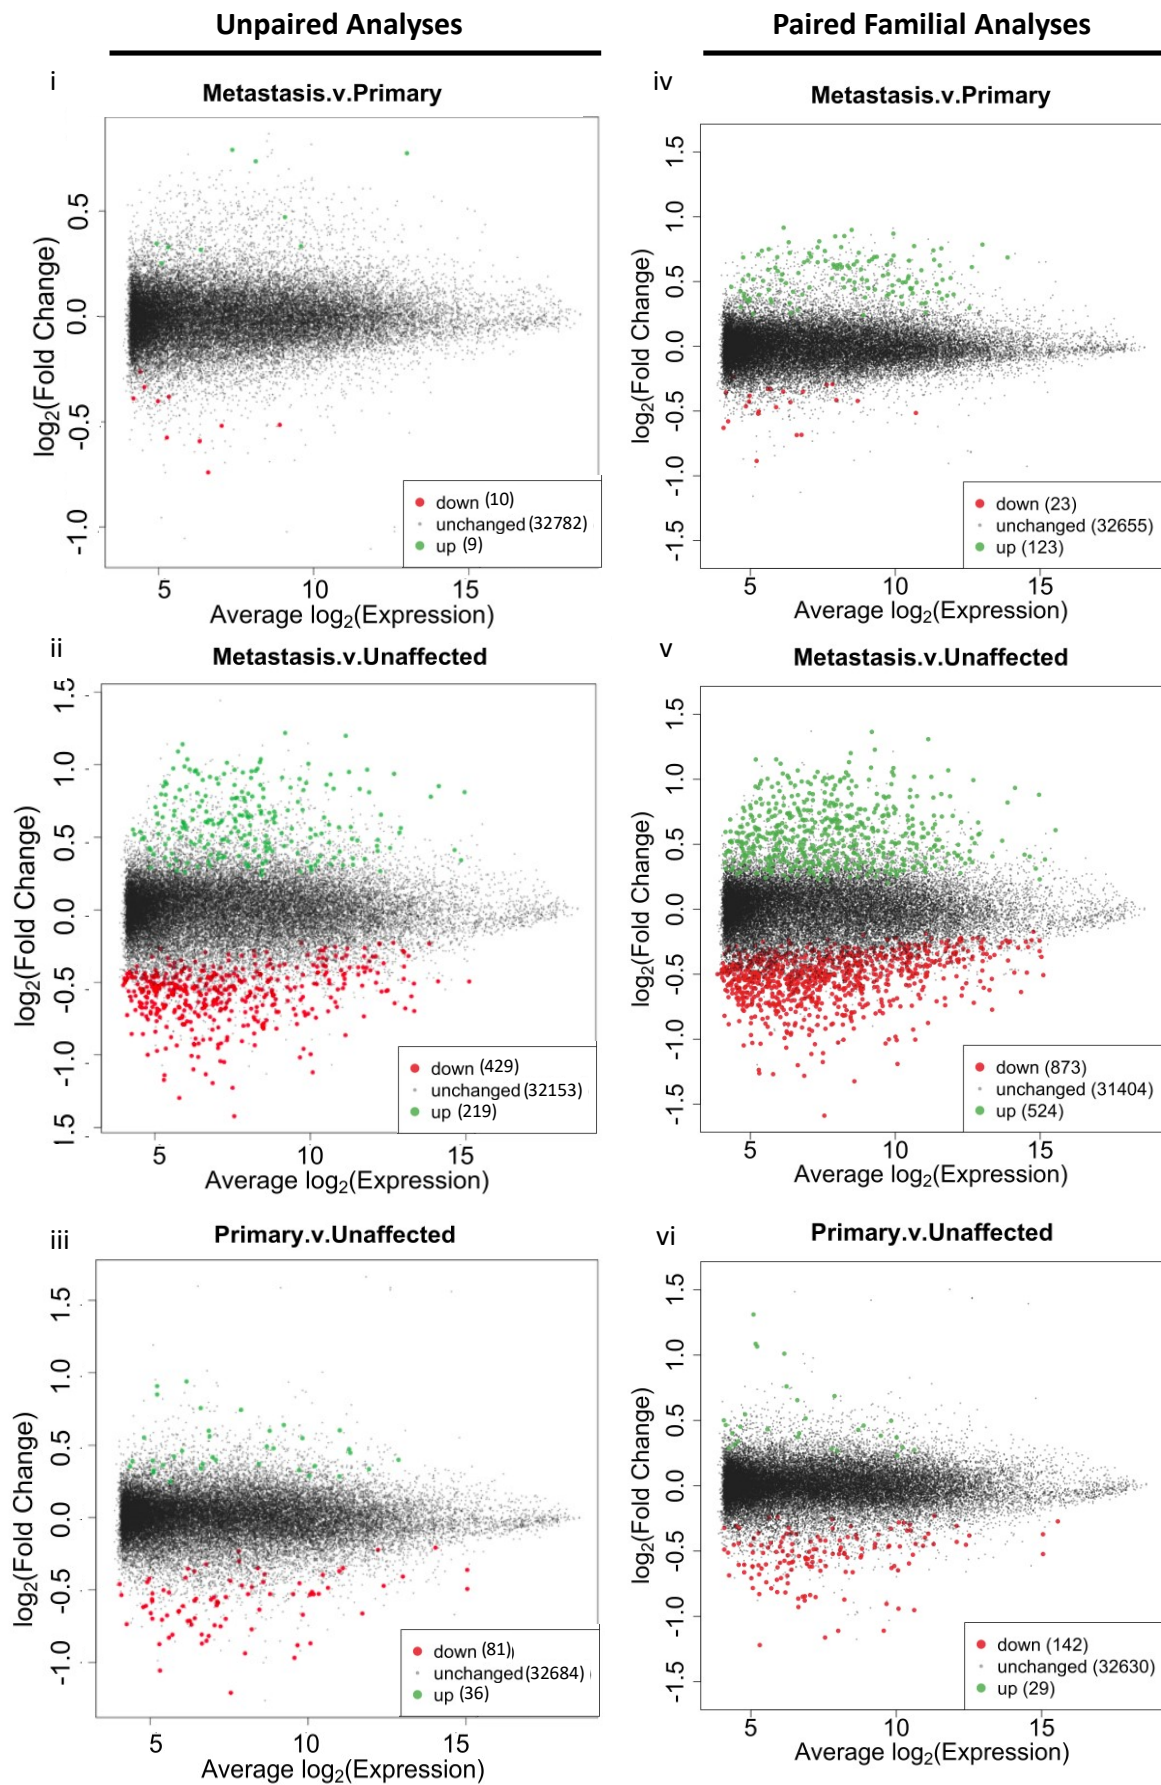 Unpaired Analyses
Paired Familial Analyses
i
Metastasis.v.Primary
log2(Fold Change)
0.5
0.0
-0.5
-1.0
down (10)
unchanged (32782)
up (9)
5 10 15
Average log2(Expression)
iv
Metastasis.v.Primary
log2(Fold Change)
1.5
1.0
0.5
0.0
-0.5
-1.0
-1.5
down (23)
unchanged (32655)
up (123)
5 10 15
Average log2(Expression)
ii
Metastasis.v.Unaffected
log2(Fold Change)
1.5
1.0
0.5
0.0
-0.5
-1.0
1.5
down (429)
unchanged (32153)
up (219)
5 10 15
Average log2(Expression)
v
Metastasis.v.Unaffected
log2(Fold Change)
1.5
1.0
0.5
0.0
-0.5
-1.0
-1.5
down (873)
unchanged (31404)
up (524)
5 10 15
Average log2(Expression)
iii
Primary.v.Unaffected
log2(Fold Change)
1.5
1.0
0.5
0.0
-0.5
-1.0
down (81))
unchanged (32684)
up (36)
5 10 15
Average log2(Expression)
vi
Primary.v.Unaffected
log2(Fold Change)
1.5
1.0
0.5
0.0
-0.5
-1.0
-1.5
down (142)
unchanged (32630)
up (29)
5 10 15
Average log2(Expression)